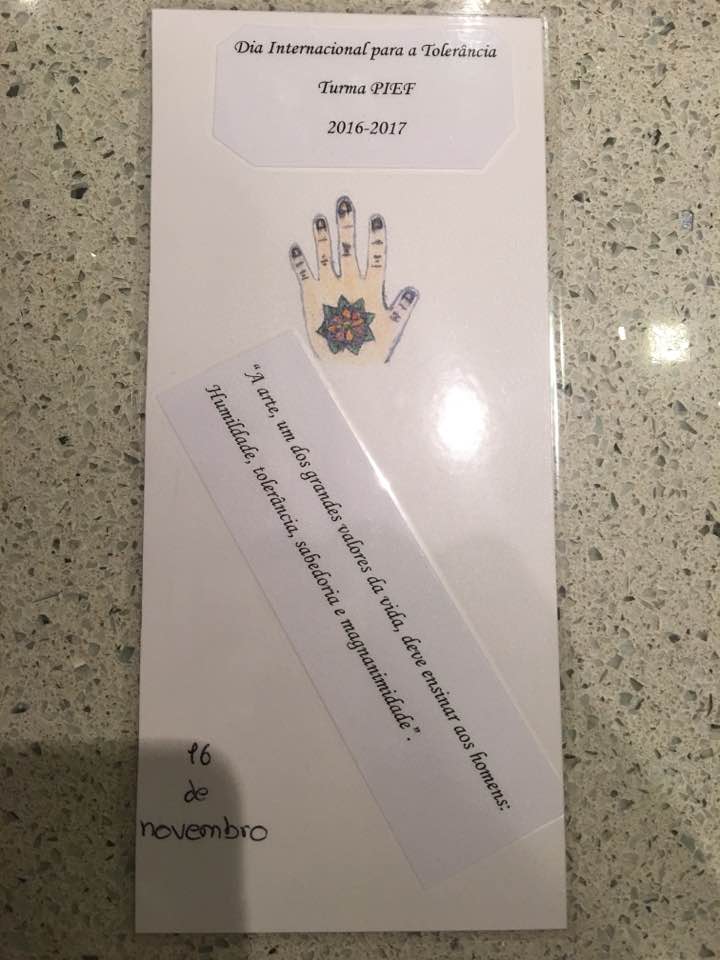 Dia Internacional para a Tolerância
Turma PIEF
2016-2017
“A arte, um dos grandes valores da vida, deve ensinar aos homens:
Humildade, tolerância, sabedoria e magnanimidade”.
16
de
novembro